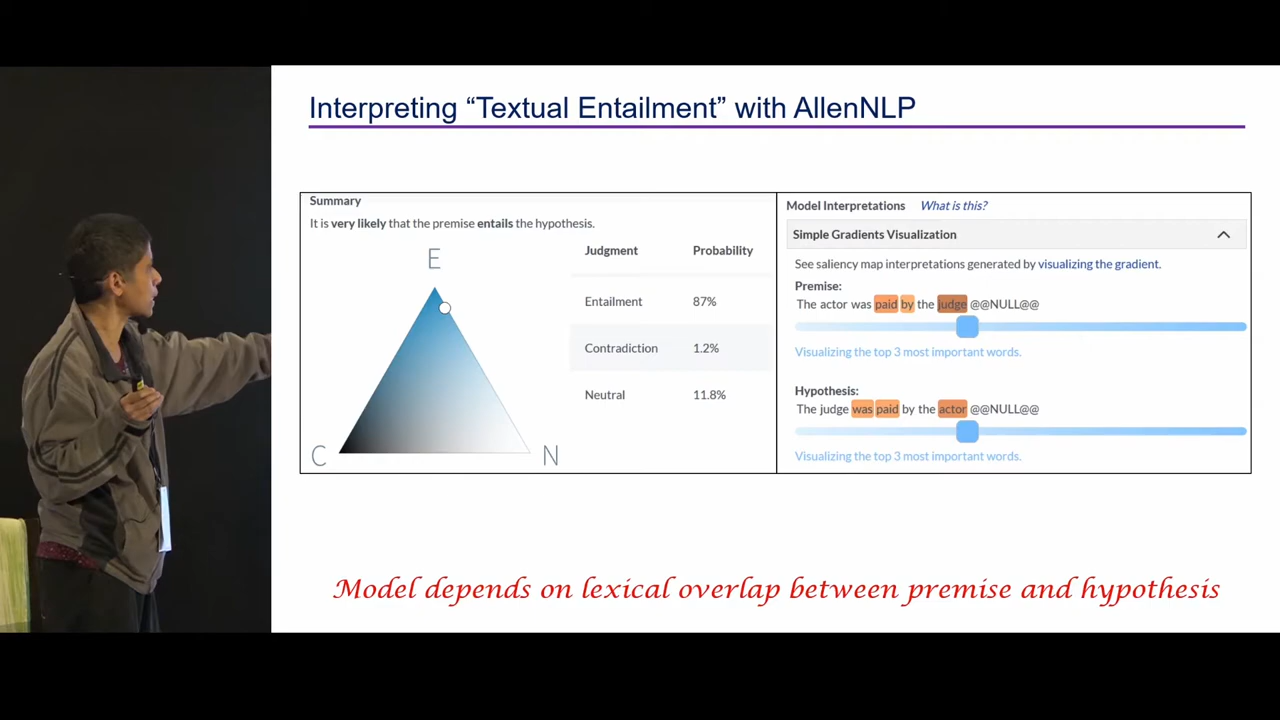 Interpreting “Textual Entailment” with AllenNLP
Summary
It is very likely that the premise entails the hypothesis.
E
C
N
Judgment Probability
Entailment 87%
Contradiction 1.2%
Neutral 11.8%
Model Interpretations What is this?
Simple Gradients Visualization
See saliency map interpretations generated by visualizing the gradient.
Premise:
The actor was paid by the judge @@NULL@@
Visualizing the top 3 most important words.
Hypothesis:
The judge was paid by the actor @@NULL@@
Visualizing the top 3 most important words.
Model depends on lexical overlap between premise and hypothesis